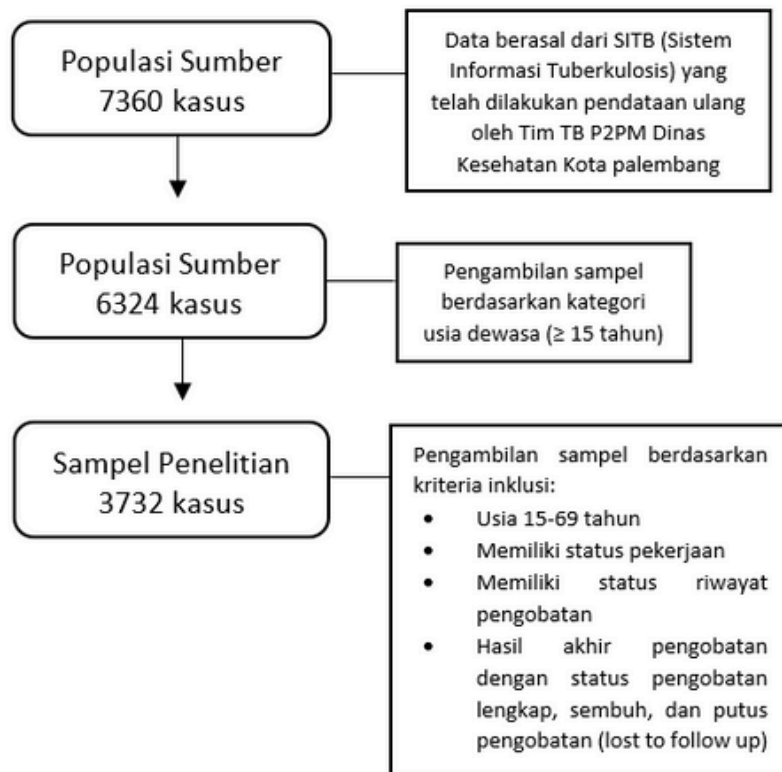 Populasi Sumber
7360 kasus
Data berasal dari SITB (Sistem
Informasi Tuberkulosis) yang
telah dilakukan pendataan ulang
oleh Tim TB P2PM Dinas
Kesehatan Kota palembang
Populasi Sumber
6324 kasus
Pengambilan sampel
berdasarkan kategori
usia dewasa (≥ 15 tahun)
Sampel Penelitian
3732 kasus
Pengambilan sampel berdasarkan
kriteria inklusi:
• Usia 15-69 tahun
• Memiliki status pekerjaan
• Memiliki status riwayat
pengobatan
• Hasil akhir pengobatan
dengan status pengobatan
lengkap, sembuh, dan putus
pengobatan (lost to follow up)